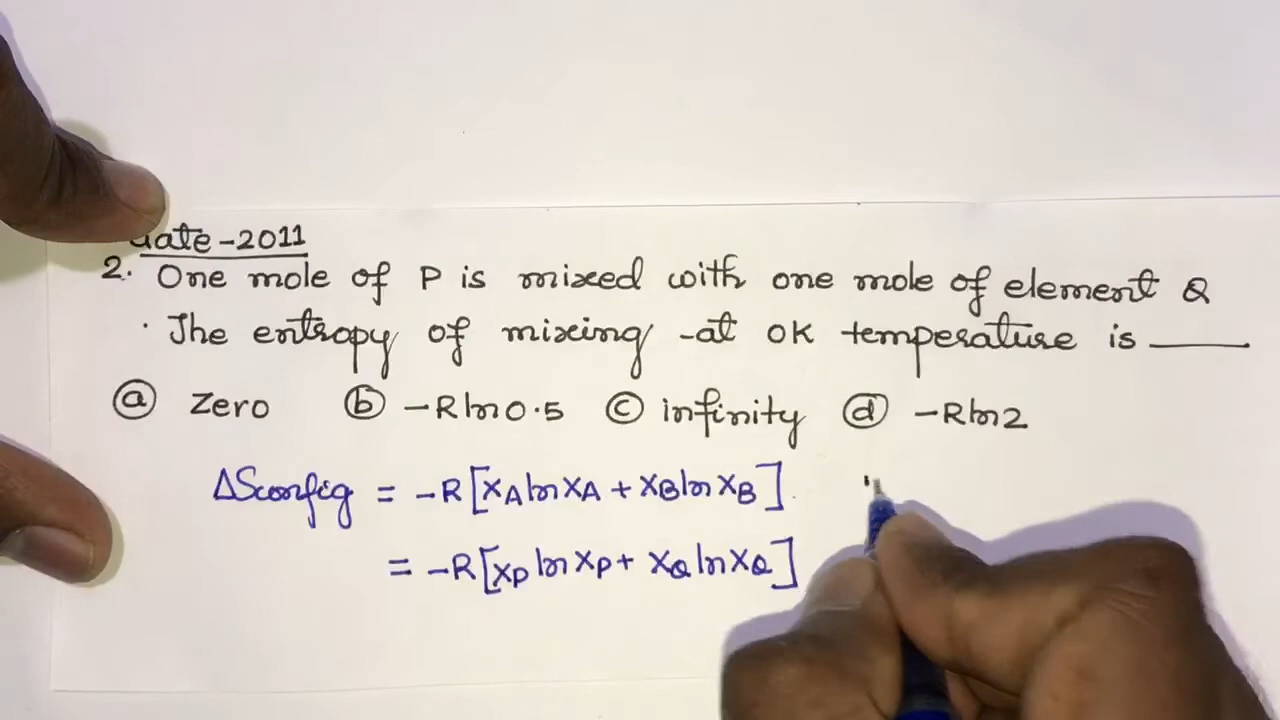 Gate-2011
2. One mole of P is mixed with one mole of element Q
. The entropy of mixing -at 0K temperature is ____
ⓐ Zero ⓑ -Rln0.5 ⓒ infinity ⓓ -Rln2
ΔSconfig = -R[XA ln XA + XB ln XB].
= -R[XP ln XP + XQ ln XQ]